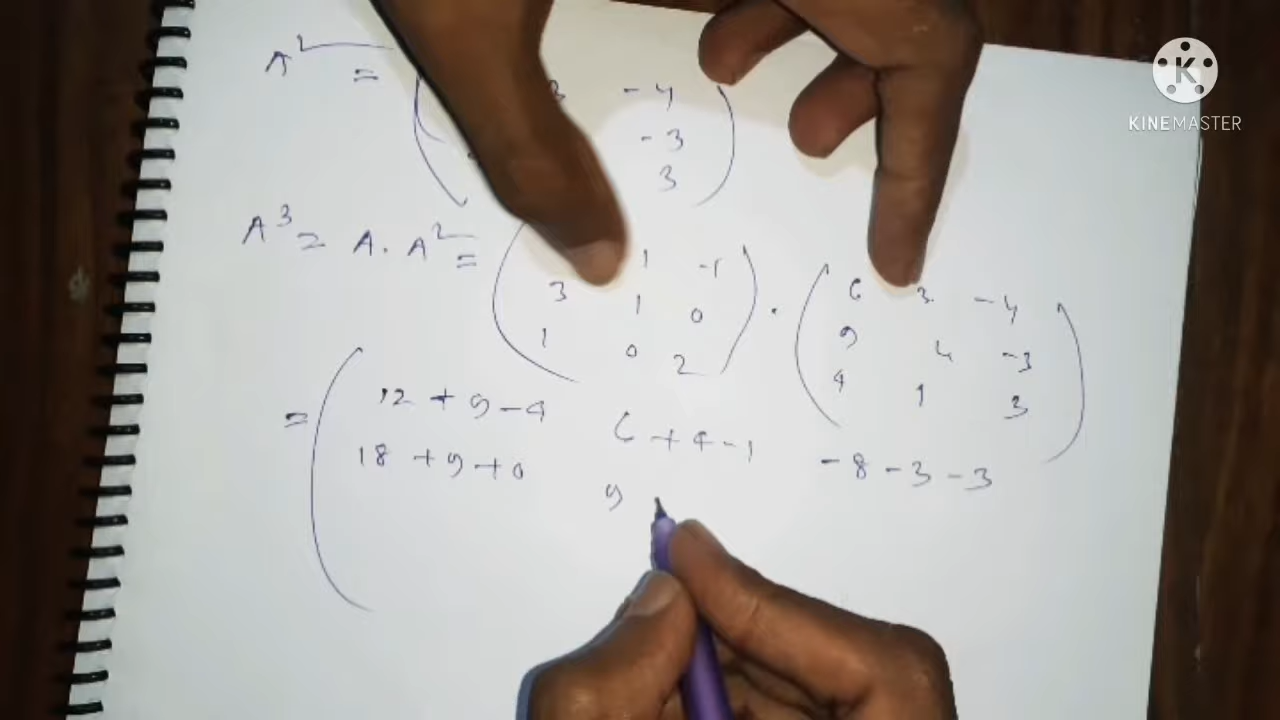 K
KINEMASTER
A² = ( 3 -4
-3
3 )
A³ = A. A² = ( 1 -1
3 1 0
1 0 2 ) . ( 6 3 -4
9 4 -3
4 1 3 )
= ( 12 + 9 - 4 6 + 4 - 1 -8 - 3 - 3
18 + 9 + 0 9